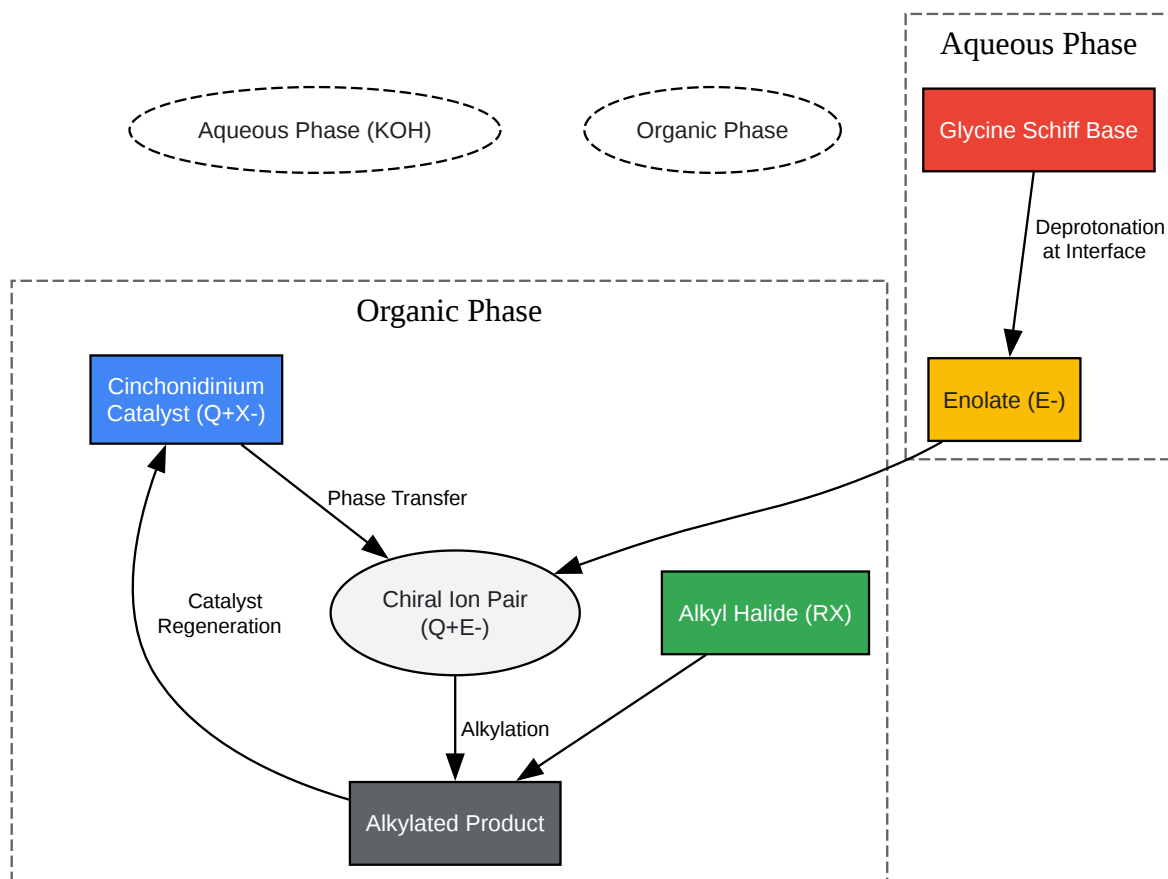 Aqueous Phase
Aqueous Phase (KOH)
Organic Phase
Glycine Schiff Base
Deprotonation
at Interface
Organic Phase
Cinchonidinium
Catalyst (Q+X-)
Enolate (E-)
Phase Transfer
Catalyst
Regeneration
Chiral Ion Pair
(Q+E-)
Alkyl Halide (RX)
Alkylation
Alkylated Product